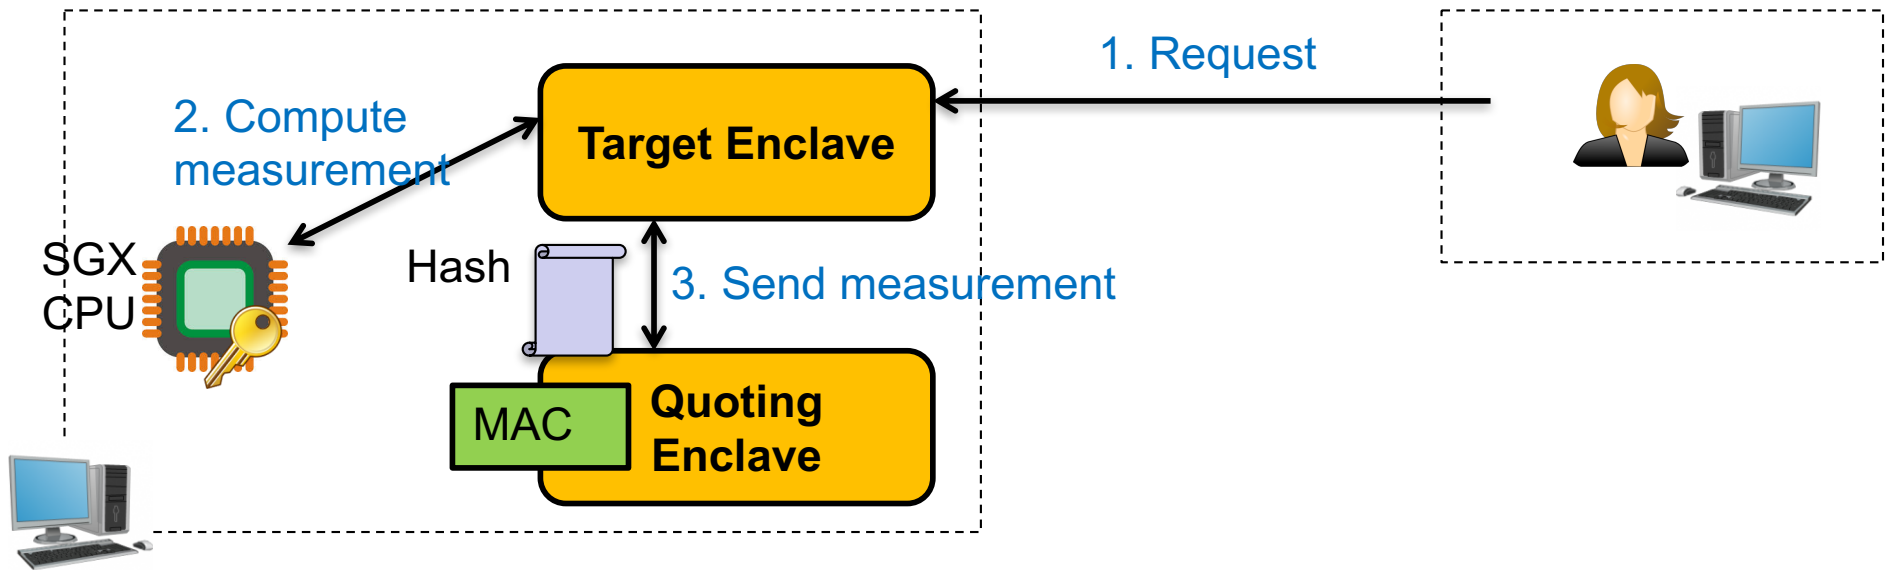 1. Request
2. Compute
measurement
Target Enclave
SGX
CPU
Hash
3. Send measurement
MAC
Quoting
Enclave